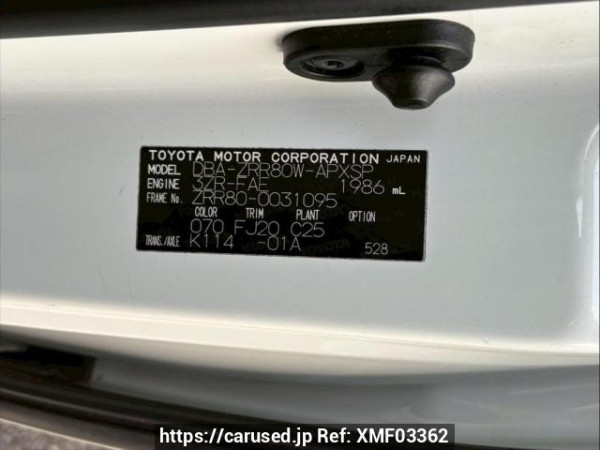 TOYOTA MOTOR CORPORATION JAPAN
MODEL DBA-ZRR80W-APXSP
ENGINE 3ZR-FAE 1986 mL
FRAME No. ZRR80-0031095
COLOR TRIM PLANT OPTION
070 FJ20 C25
TRANS./AXLE K114 -01A 528
https://carused.jp Ref: XMF03362